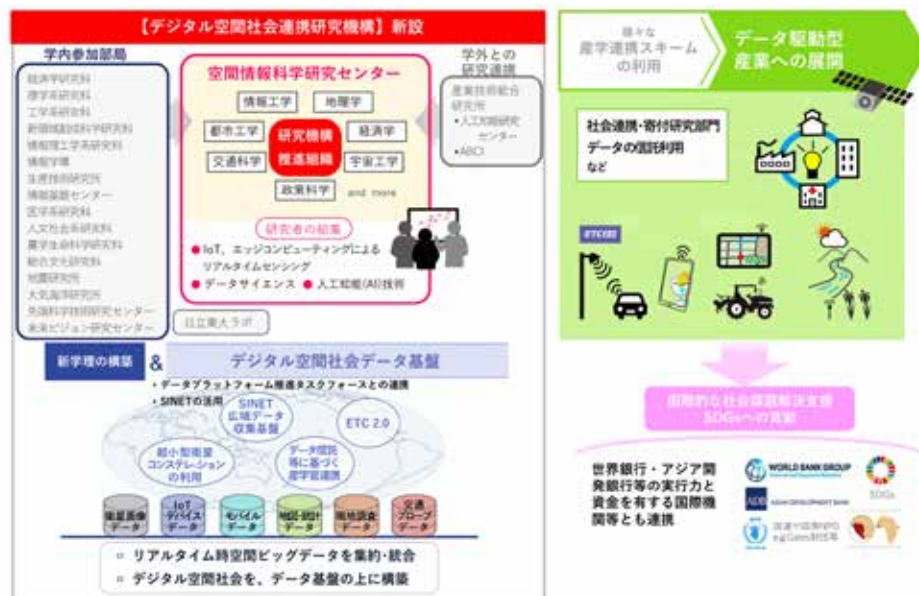 【デジタル空間社会連携研究機構】新設
学内参加部局
経済学研究科
理学系研究科
工学系研究科
新領域創成科学研究科
情報理工学系研究科
情報学環
生産技術研究所
情報基盤センター
医学系研究科
人文社会系研究科
農学生命科学研究科
総合文化研究科
地震研究所
大気海洋研究所
先端科学技術研究センター
未来ビジョン研究センター
空間情報科学研究センター
情報工学
地理学
都市工学
研究機構
推進組織
経済学
交通科学
宇宙工学
政策科学
and more
研究者の結集
● IoT、エッジコンピューティングによる
リアルタイムセンシング
● データサイエンス ● 人工知能(AI)技術
日立東大ラボ
学外との
研究連携
産業技術総合
研究所
•人工知能研究
センター
•ABCI
新学理の構築
&
デジタル空間社会データ基盤
・データプラットフォーム推進タスクフォースとの連携
・SINETの活用
SINET
広域データ
収集基盤
ETC 2.0
超小型衛星
コンステレーション
の利用
データ信託
等に基づく
産学官連携
衛星画像
データ
IoT
デバイス
データ
モバイル
データ
地図・統計
データ
現地調査
データ
交通
プローブ
データ
▫ リアルタイム時空間ビッグデータを集約・統合
▫ デジタル空間社会を、データ基盤の上に構築
様々な
産学連携スキーム
の利用
データ駆動型
産業への展開
社会連携・寄付研究部門
データの信託利用
など
国際的な社会課題解決支援
SDGsへの貢献
世界銀行・アジア開
発銀行等の実行力と
資金を有する国際機
関等とも連携
WORLD BANK GROUP
ADB
ASIAN DEVELOPMENT BANK
SDGs